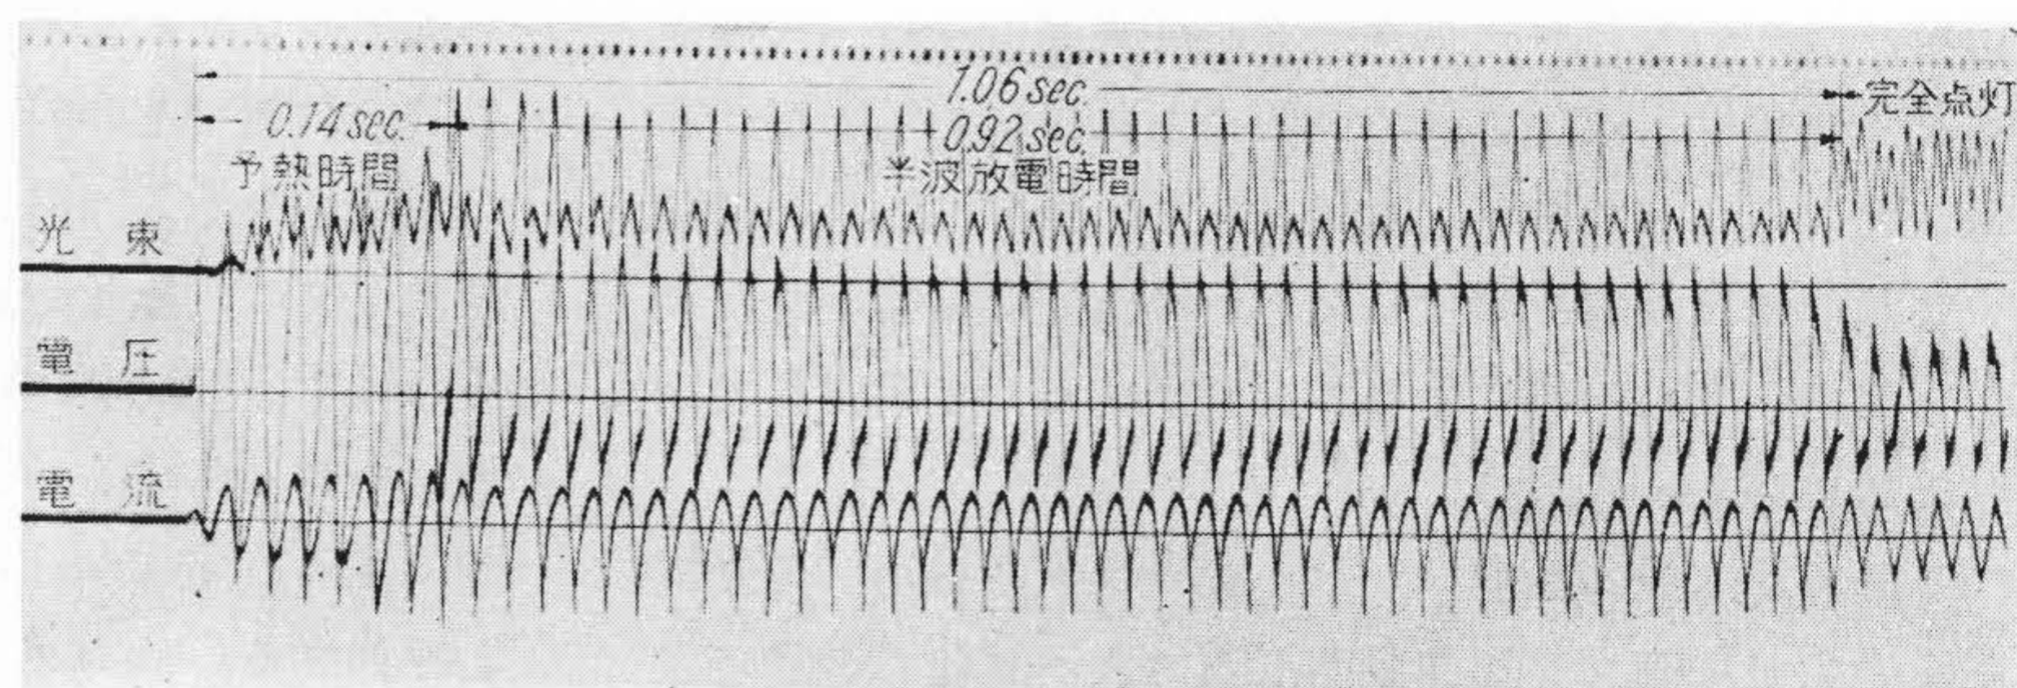 1.06 sec.
完全点灯
0.14 sec.
0.92 sec.
予熱時間
半波放電時間
光束
電圧
電流